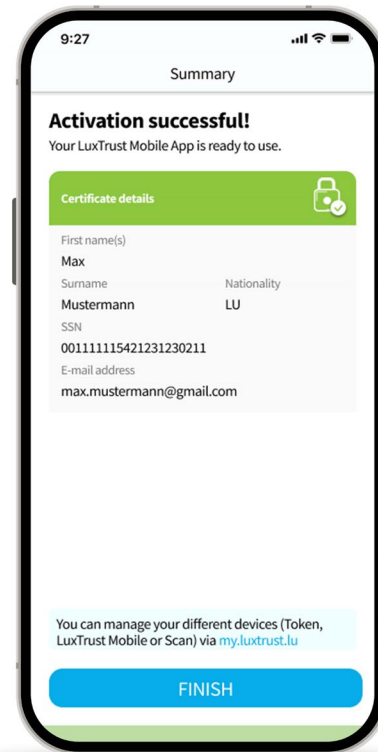 9:27
Summary
Activation successful!
Your LuxTrust Mobile App is ready to use.
Certificate details
First name(s)
Max
Surname Nationality
Mustermann LU
SSN
001111115421231230211
E-mail address
max.mustermann@gmail.com
You can manage your different devices (Token,
LuxTrust Mobile or Scan) via my.luxtrust.lu
FINISH